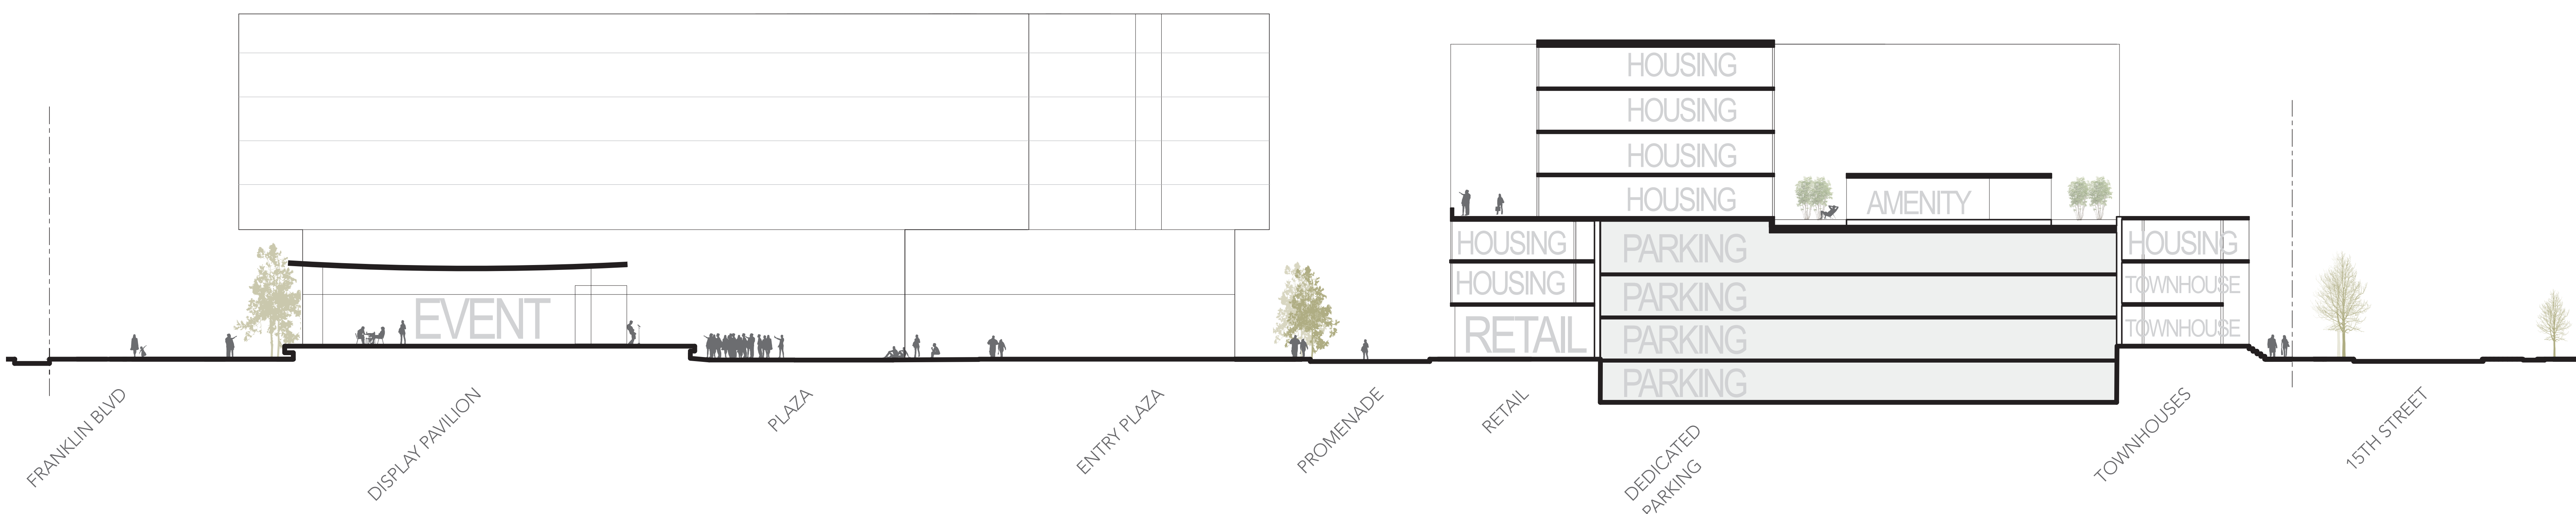 HOUSING
HOUSING
HOUSING
HOUSING
AMENITY
HOUSING
PARKING
HOUSING
HOUSING
PARKING
TOWNHOUSE
EVENT
RETAIL
PARKING
TOWNHOUSE
PARKING
FRANKLIN BLVD
DISPLAY PAVILION
PLAZA
ENTRY PLAZA
PROMENADE
RETAIL
DEDICATED
PARKING
TOWNHOUSES
15TH STREET